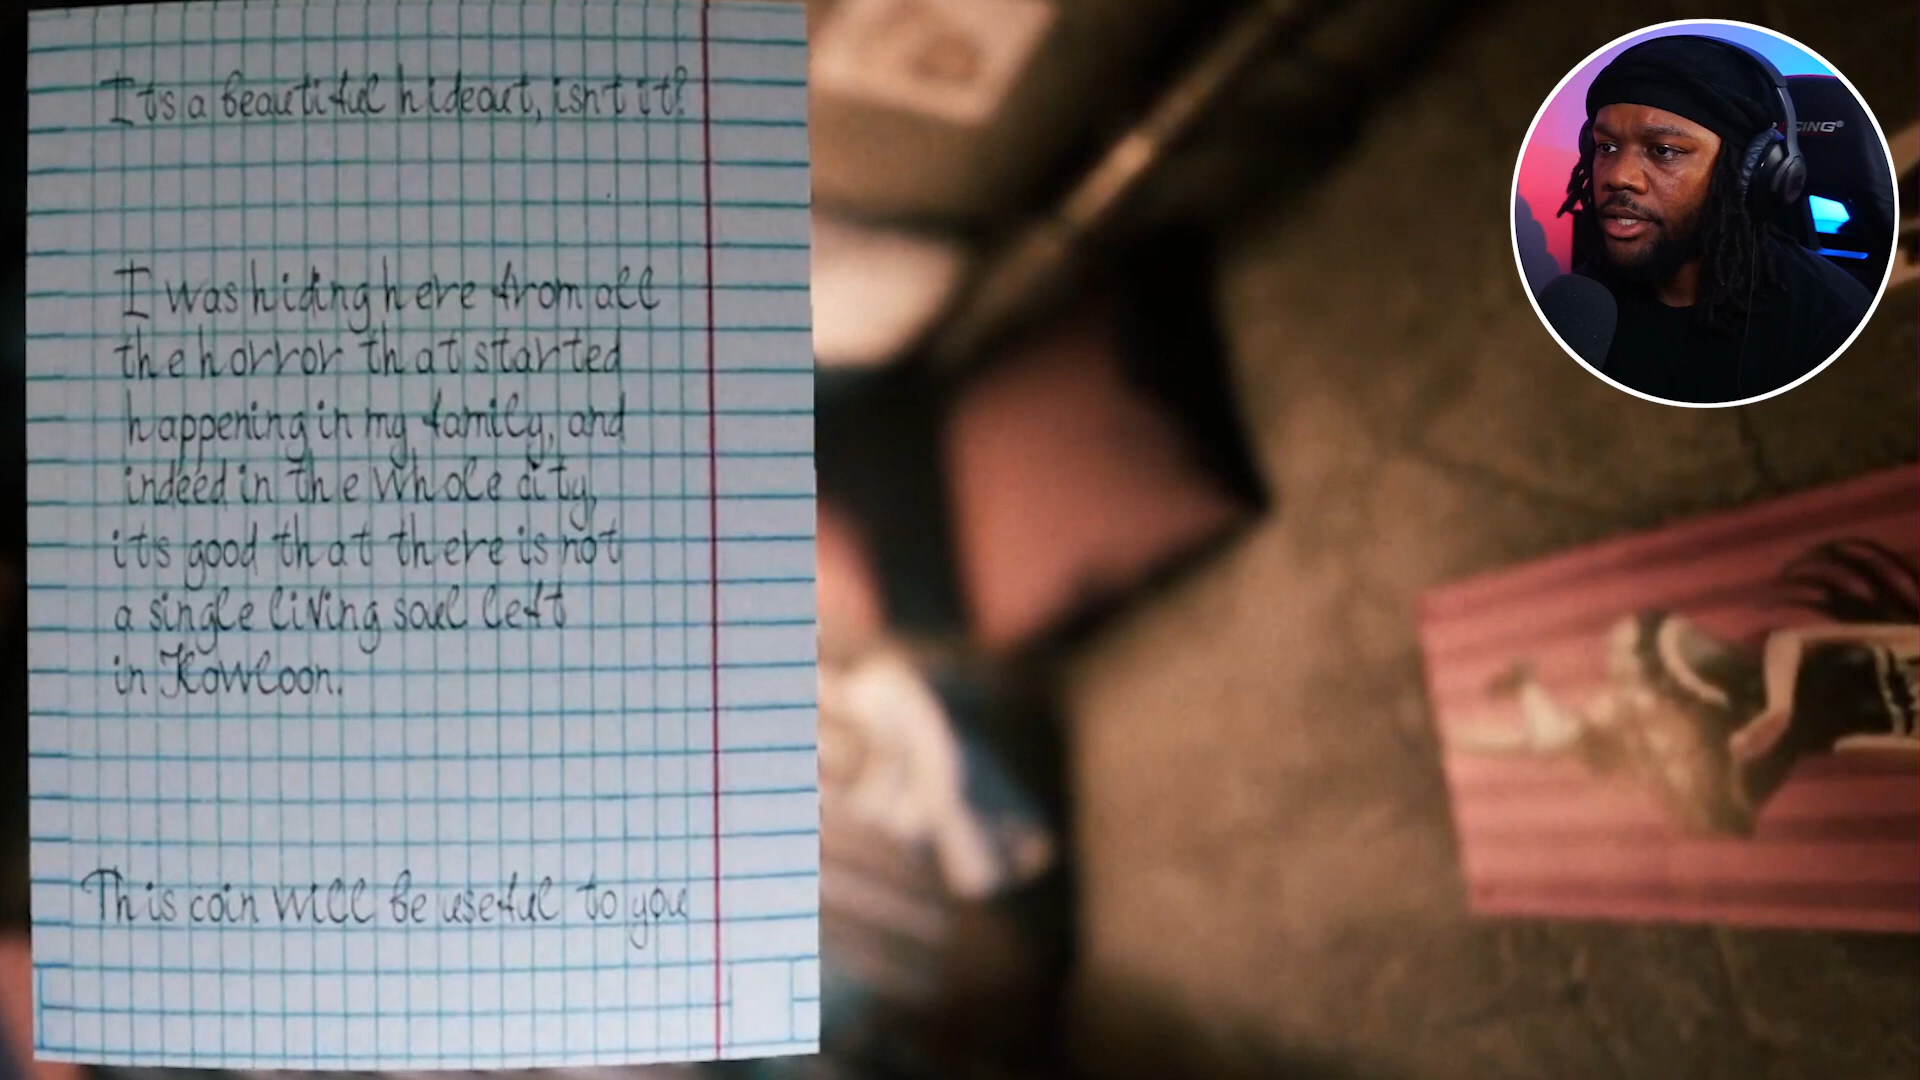 Its a beautiful hideout, isn't it?
I was hiding here from all
the horror that started
happening in my family, and
indeed in the whole city,
it's good that there is not
a single living soul left
in Kowloon.
This coin will be useful to you
CING®